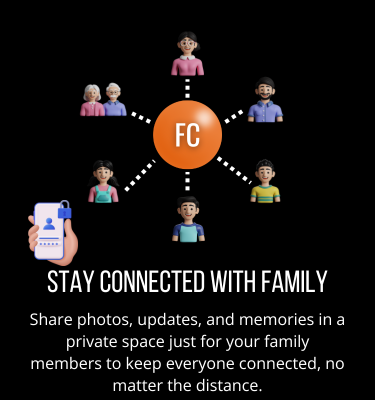 FC
STAY CONNECTED WITH FAMILY
Share photos, updates, and memories in a
private space just for your family
members to keep everyone connected, no
matter the distance.